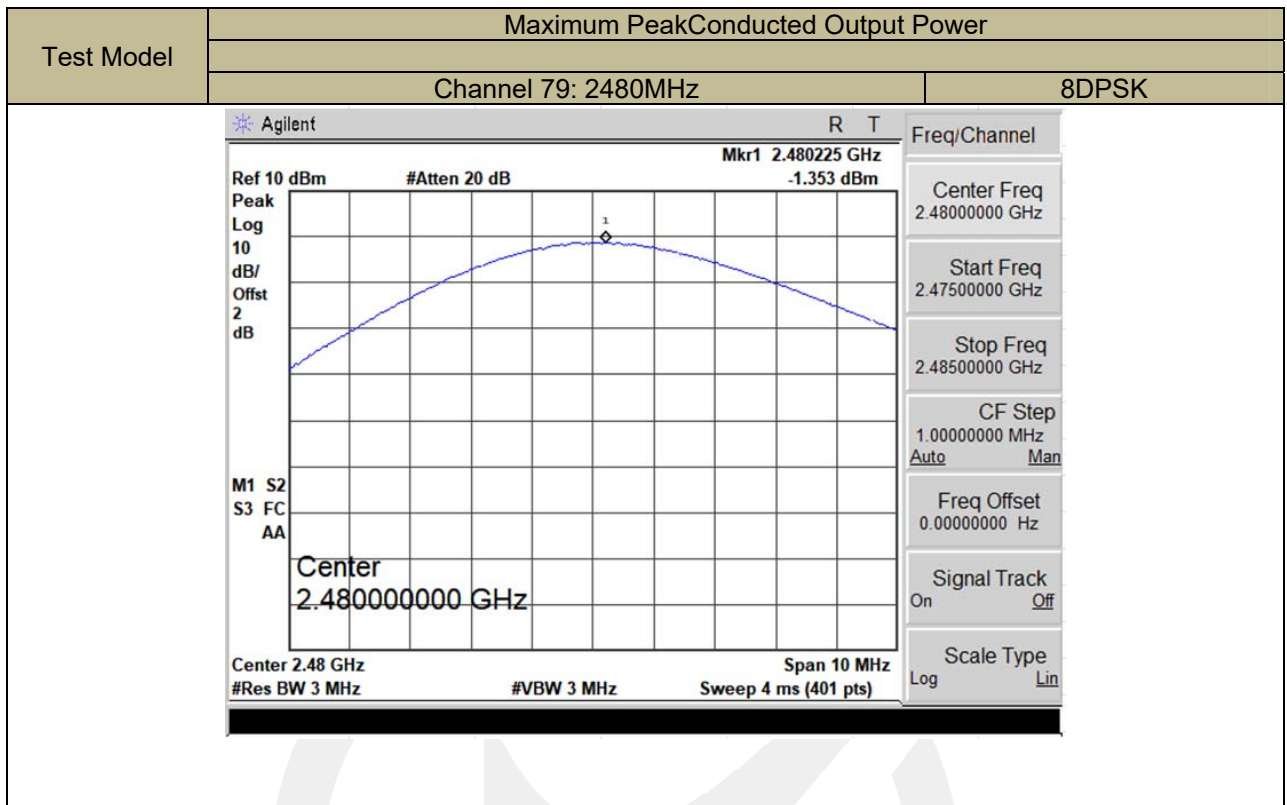 Maximum PeakConducted Output Power
Test Model
Channel 79: 2480MHz 8DPSK
Agilent R T
Freq/Channel
Mkr1 2.480225 GHz
Ref 10 dBm #Atten 20 dB -1.353 dBm
Peak
Log
10
dB/
Offst
2
dB
1
M1 S2
S3 FC
AA
Center
2.480000000 GHz
Center 2.48 GHz Span 10 MHz
#Res BW 3 MHz #VBW 3 MHz Sweep 4 ms (401 pts)
Center Freq
2.48000000 GHz
Start Freq
2.47500000 GHz
Stop Freq
2.48500000 GHz
CF Step
1.00000000 MHz
Auto Man
Freq Offset
0.00000000 Hz
Signal Track
On Off
Scale Type
Log Lin